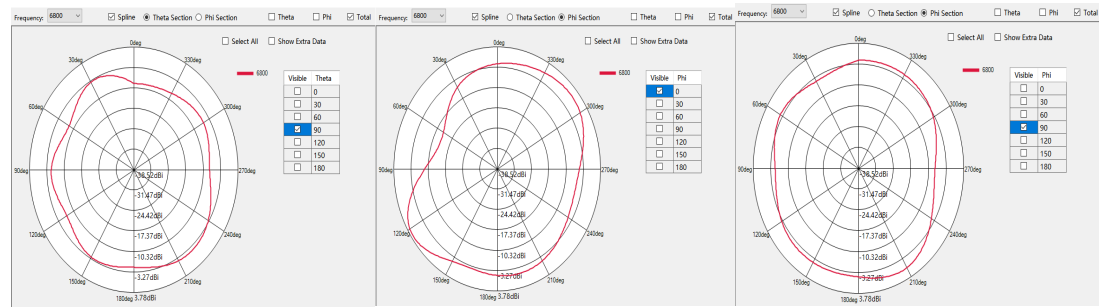 Frequency: 6800 Spline Theta Section Phi Section Theta Phi Total
Select All Show Extra Data
0deg
30deg 330deg
60deg 300deg
90deg 270deg
120deg 240deg
150deg 210deg
180deg 3.78dBi
-38.52dBi
-31.47dBi
-24.42dBi
-17.37dBi
-10.32dBi
-3.27dBi
6800
Visible Theta
0
30
60
90
120
150
180
Frequency: 6800 Spline Theta Section Phi Section Theta Phi Total
Select All Show Extra Data
0deg
30deg 330deg
60deg 300deg
90deg 270deg
120deg 240deg
150deg 210deg
180deg 3.78dBi
-38.52dBi
-31.47dBi
-24.42dBi
-17.37dBi
-10.32dBi
-3.27dBi
6800
Visible Phi
0
30
60
90
120
150
180
Frequency: 6800 Spline Theta Section Phi Section Theta Phi Total
Select All Show Extra Data
0deg
30deg 330deg
60deg 300deg
90deg 270deg
120deg 240deg
150deg 210deg
180deg 3.78dBi
-38.52dBi
-31.47dBi
-24.42dBi
-17.37dBi
-10.32dBi
-3.27dBi
6800
Visible Phi
0
30
60
90
120
150
180